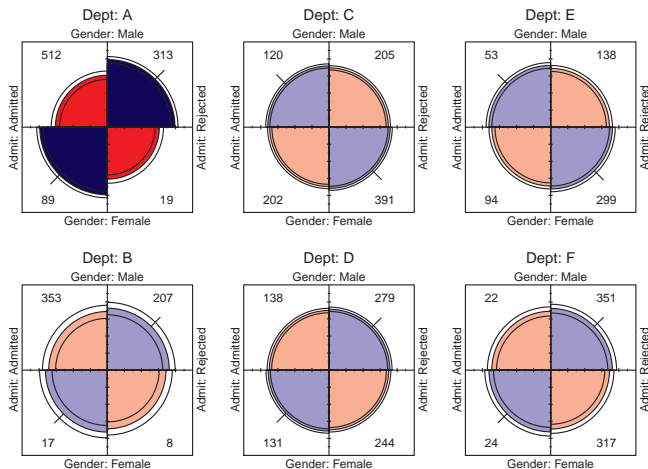 Dept: A
Gender: Male
512 313
Admit: Admitted
Admit: Rejected
89 19
Gender: Female
Dept: C
Gender: Male
120 205
Admit: Admitted
Admit: Rejected
202 391
Gender: Female
Dept: E
Gender: Male
53 138
Admit: Admitted
Admit: Rejected
94 299
Gender: Female
Dept: B
Gender: Male
353 207
Admit: Admitted
Admit: Rejected
17 8
Gender: Female
Dept: D
Gender: Male
138 279
Admit: Admitted
Admit: Rejected
131 244
Gender: Female
Dept: F
Gender: Male
22 351
Admit: Admitted
Admit: Rejected
24 317
Gender: Female